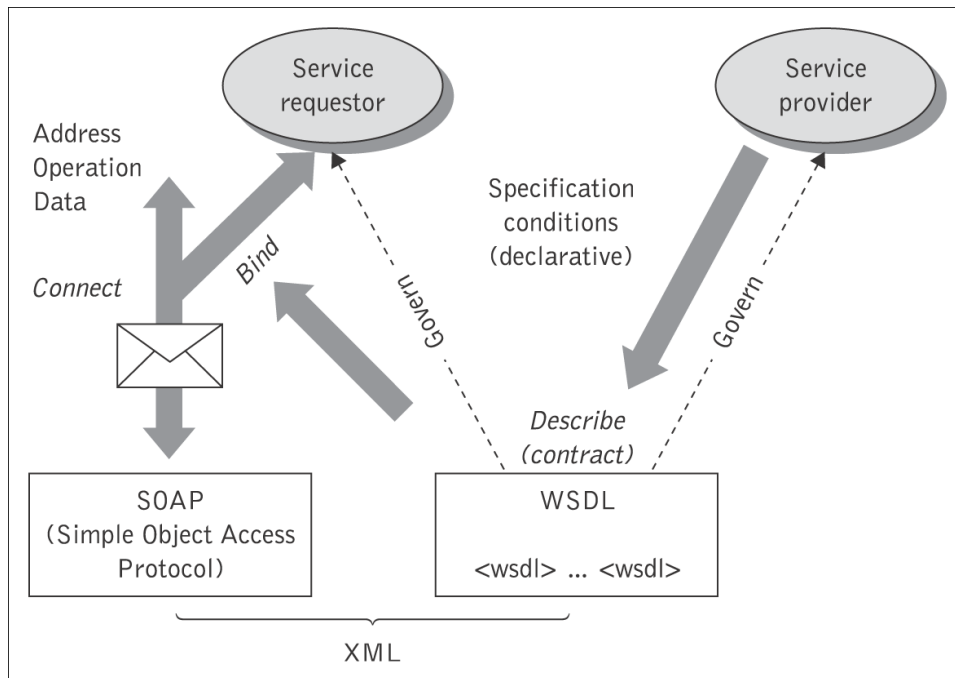 Service
requestor
Service
provider
Address
Operation
Data
Specification
conditions
(declarative)
Connect
Bind
Govern
Govern
Describe
(contract)
SOAP
(Simple Object Access
Protocol)
WSDL
<wsdl> ... <wsdl>
XML